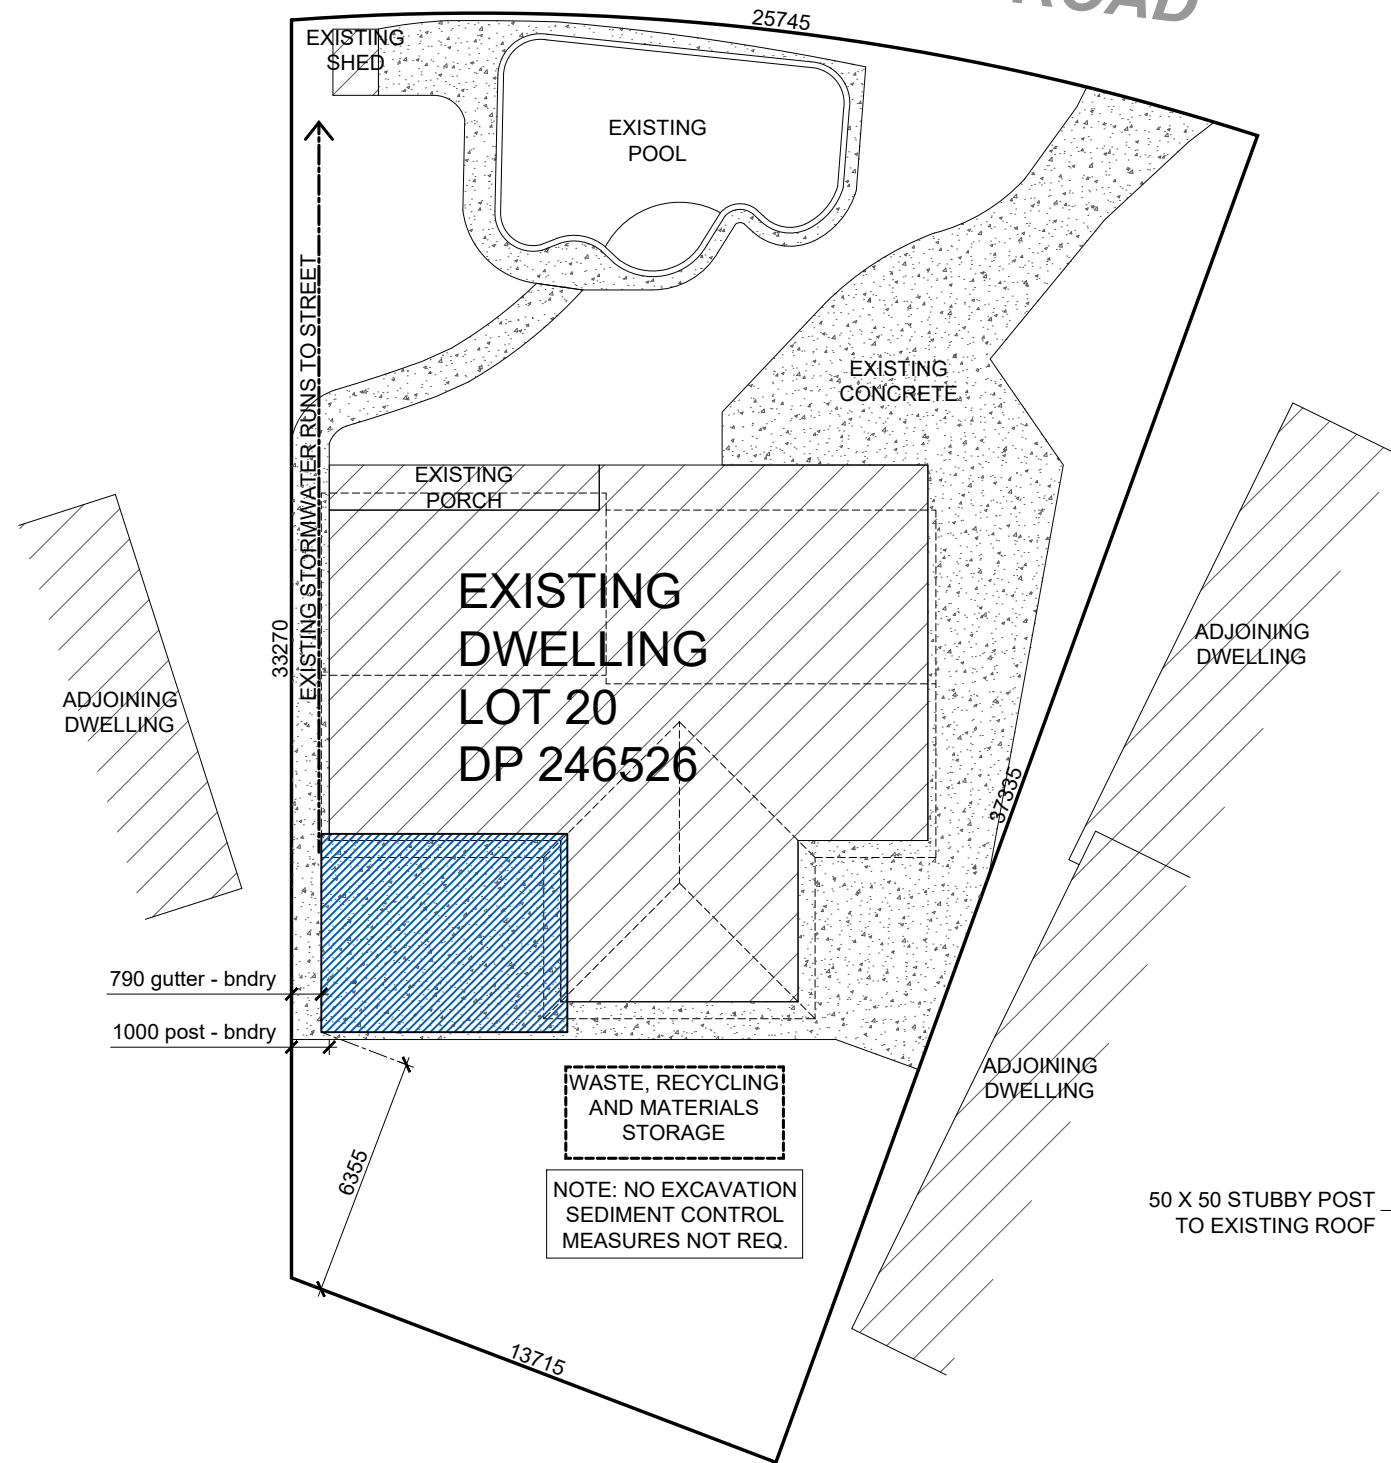 ROAD
25745
EXISTING
SHED
EXISTING
POOL
EXISTING STORMWATER RUNS TO STREET
EXISTING
CONCRETE
EXISTING
PORCH
EXISTING
DWELLING
LOT 20
DP 246526
33270
ADJOINING
DWELLING
ADJOINING
DWELLING
37335
790 gutter - bndry
1000 post - bndry
6355
WASTE, RECYCLING
AND MATERIALS
STORAGE
ADJOINING
DWELLING
NOTE: NO EXCAVATION
SEDIMENT CONTROL
MEASURES NOT REQ.
50 X 50 STUBBY POST
TO EXISTING ROOF
13715